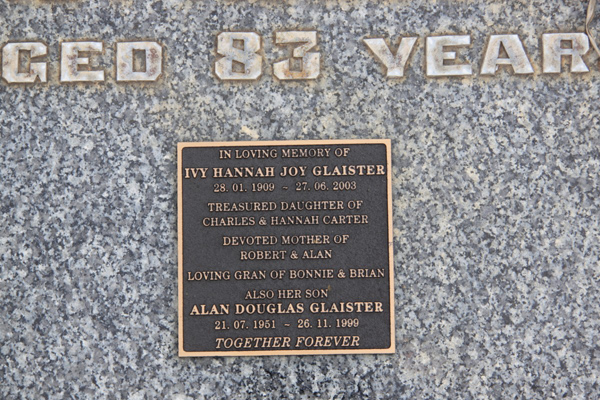 GED 83 YEAR
IN LOVING MEMORY OF
IVY HANNAH JOY GLAISTER
28. 01. 1909 ~ 27. 06. 2003
TREASURED DAUGHTER OF
CHARLES & HANNAH CARTER
DEVOTED MOTHER OF
ROBERT & ALAN
LOVING GRAN OF BONNIE & BRIAN
ALSO HER SON
ALAN DOUGLAS GLAISTER
21. 07. 1951 ~ 26. 11. 1999
TOGETHER FOREVER